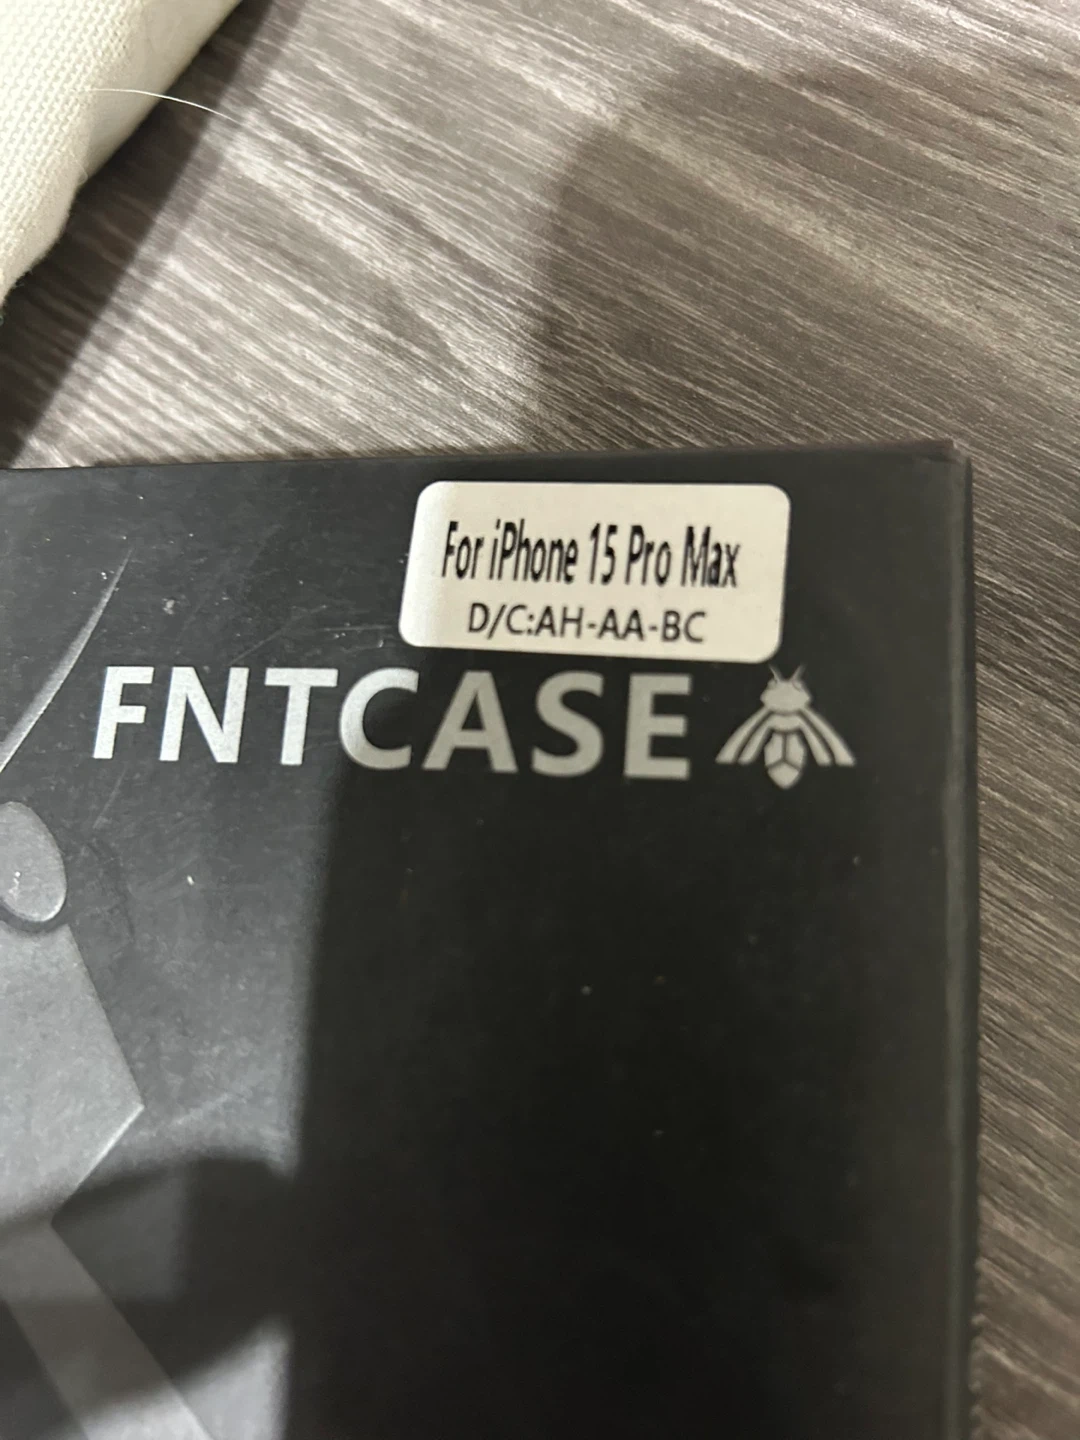 For iPhone 15 Pro Max
D/C:AH-AA-BC
FNTCASE